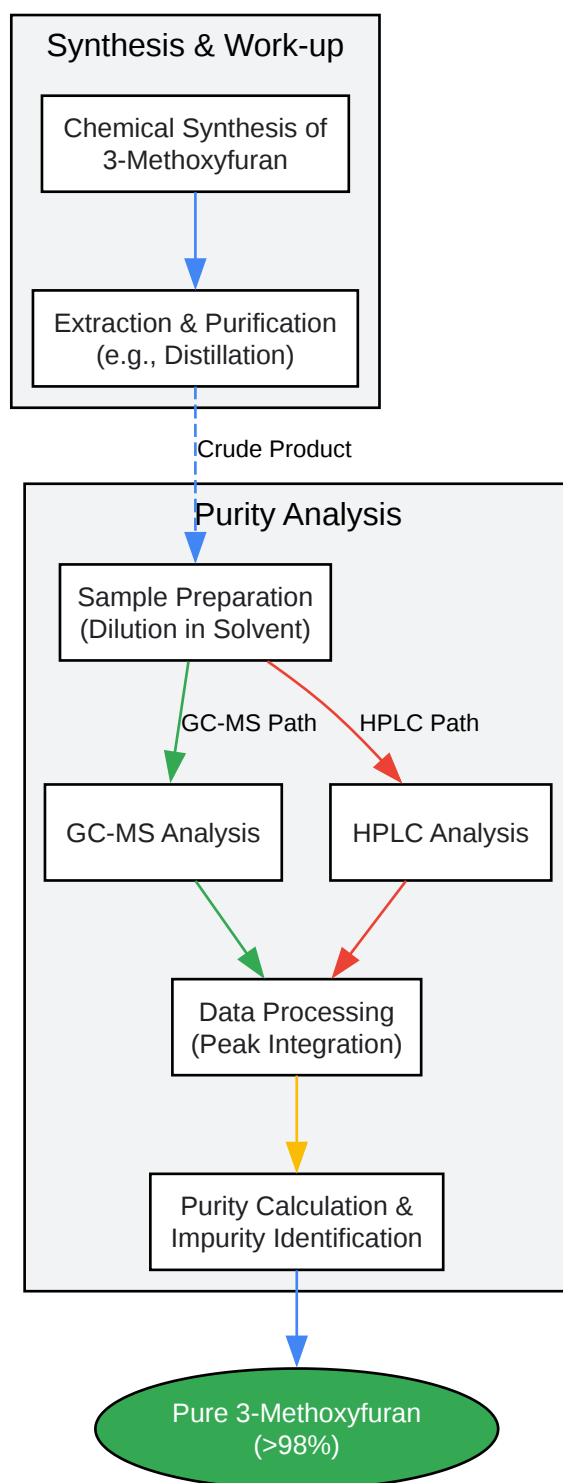 Synthesis & Work-up
Chemical Synthesis of
3-Methoxyfuran
Extraction & Purification
(e.g., Distillation)
Crude Product
Purity Analysis
Sample Preparation
(Dilution in Solvent)
GC-MS Path
HPLC Path
GC-MS Analysis
HPLC Analysis
Data Processing
(Peak Integration)
Purity Calculation &
Impurity Identification
Pure 3-Methoxyfuran
(>98%)